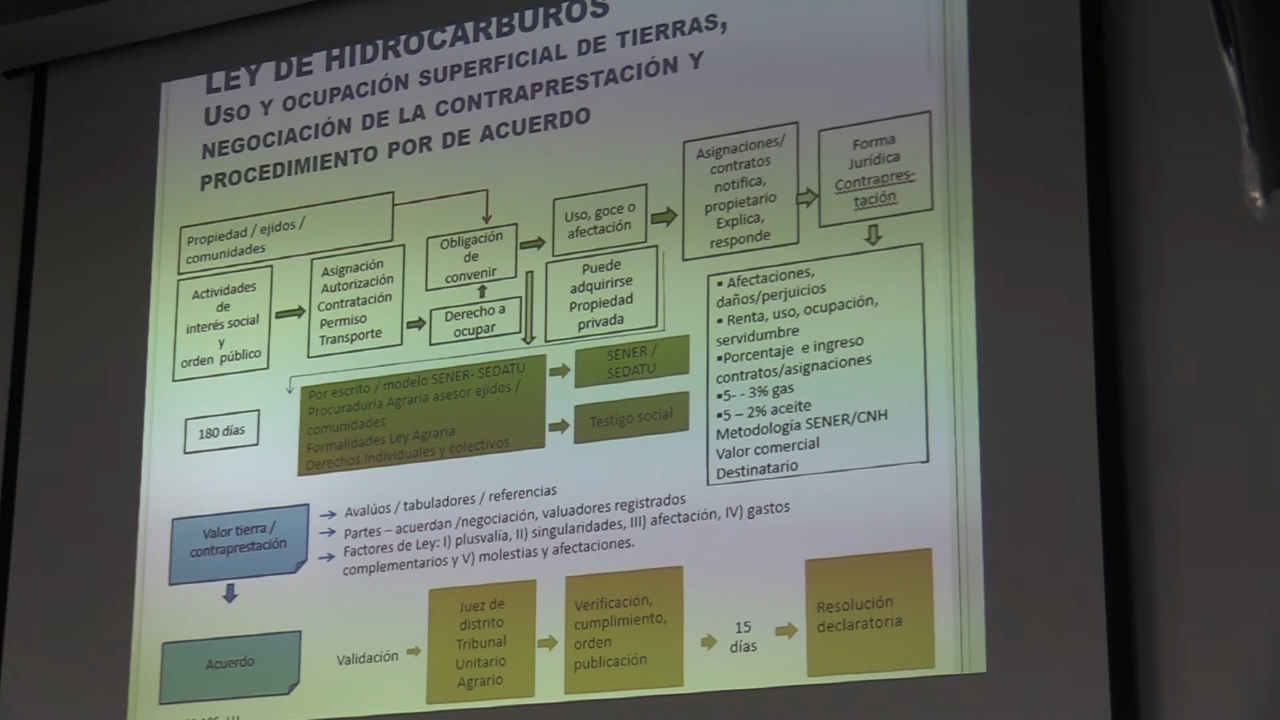 LEY DE HIDROCARBUROS
USO Y OCUPACIÓN SUPERFICIAL DE TIERRAS,
NEGOCIACIÓN DE LA CONTRAPRESTACIÓN Y
PROCEDIMIENTO POR DE ACUERDO
Propiedad / ejidos /
comunidades
Actividades
de
interés social
y
orden público
Asignación
Autorización
Contratación
Permiso
Transporte
Obligación
de
convenir
Derecho a
ocupar
Uso, goce o
afectación
Puede
adquirirse
Propiedad
privada
Asignaciones/
contratos
notifica,
propietario
Explica,
responde
Forma
Jurídica
Contrapres-
tación
▪ Afectaciones,
daños/perjuicios
▪ Renta, uso, ocupación,
servidumbre
▪Porcentaje e ingreso
contratos/asignaciones
▪5- - 3% gas
▪5 – 2% aceite
Metodología SENER/CNH
Valor comercial
Destinatario
180 días
Por escrito / modelo SENER- SEDATU
Procuraduría Agraria asesor ejidos /
comunidades
Formalidades Ley Agraria
Derechos Individuales y colectivos
SENER /
SEDATU
Testigo social
Valor tierra /
contraprestación
Avalúos / tabuladores / referencias
Partes – acuerdan /negociación, valuadores registrados
Factores de Ley: I) plusvalía, II) singularidades, III) afectación, IV) gastos
complementarios y V) molestias y afectaciones.
Acuerdo
Validación
Juez de
distrito
Tribunal
Unitario
Agrario
Verificación,
cumplimiento,
orden
publicación
15
días
Resolución
declaratoria